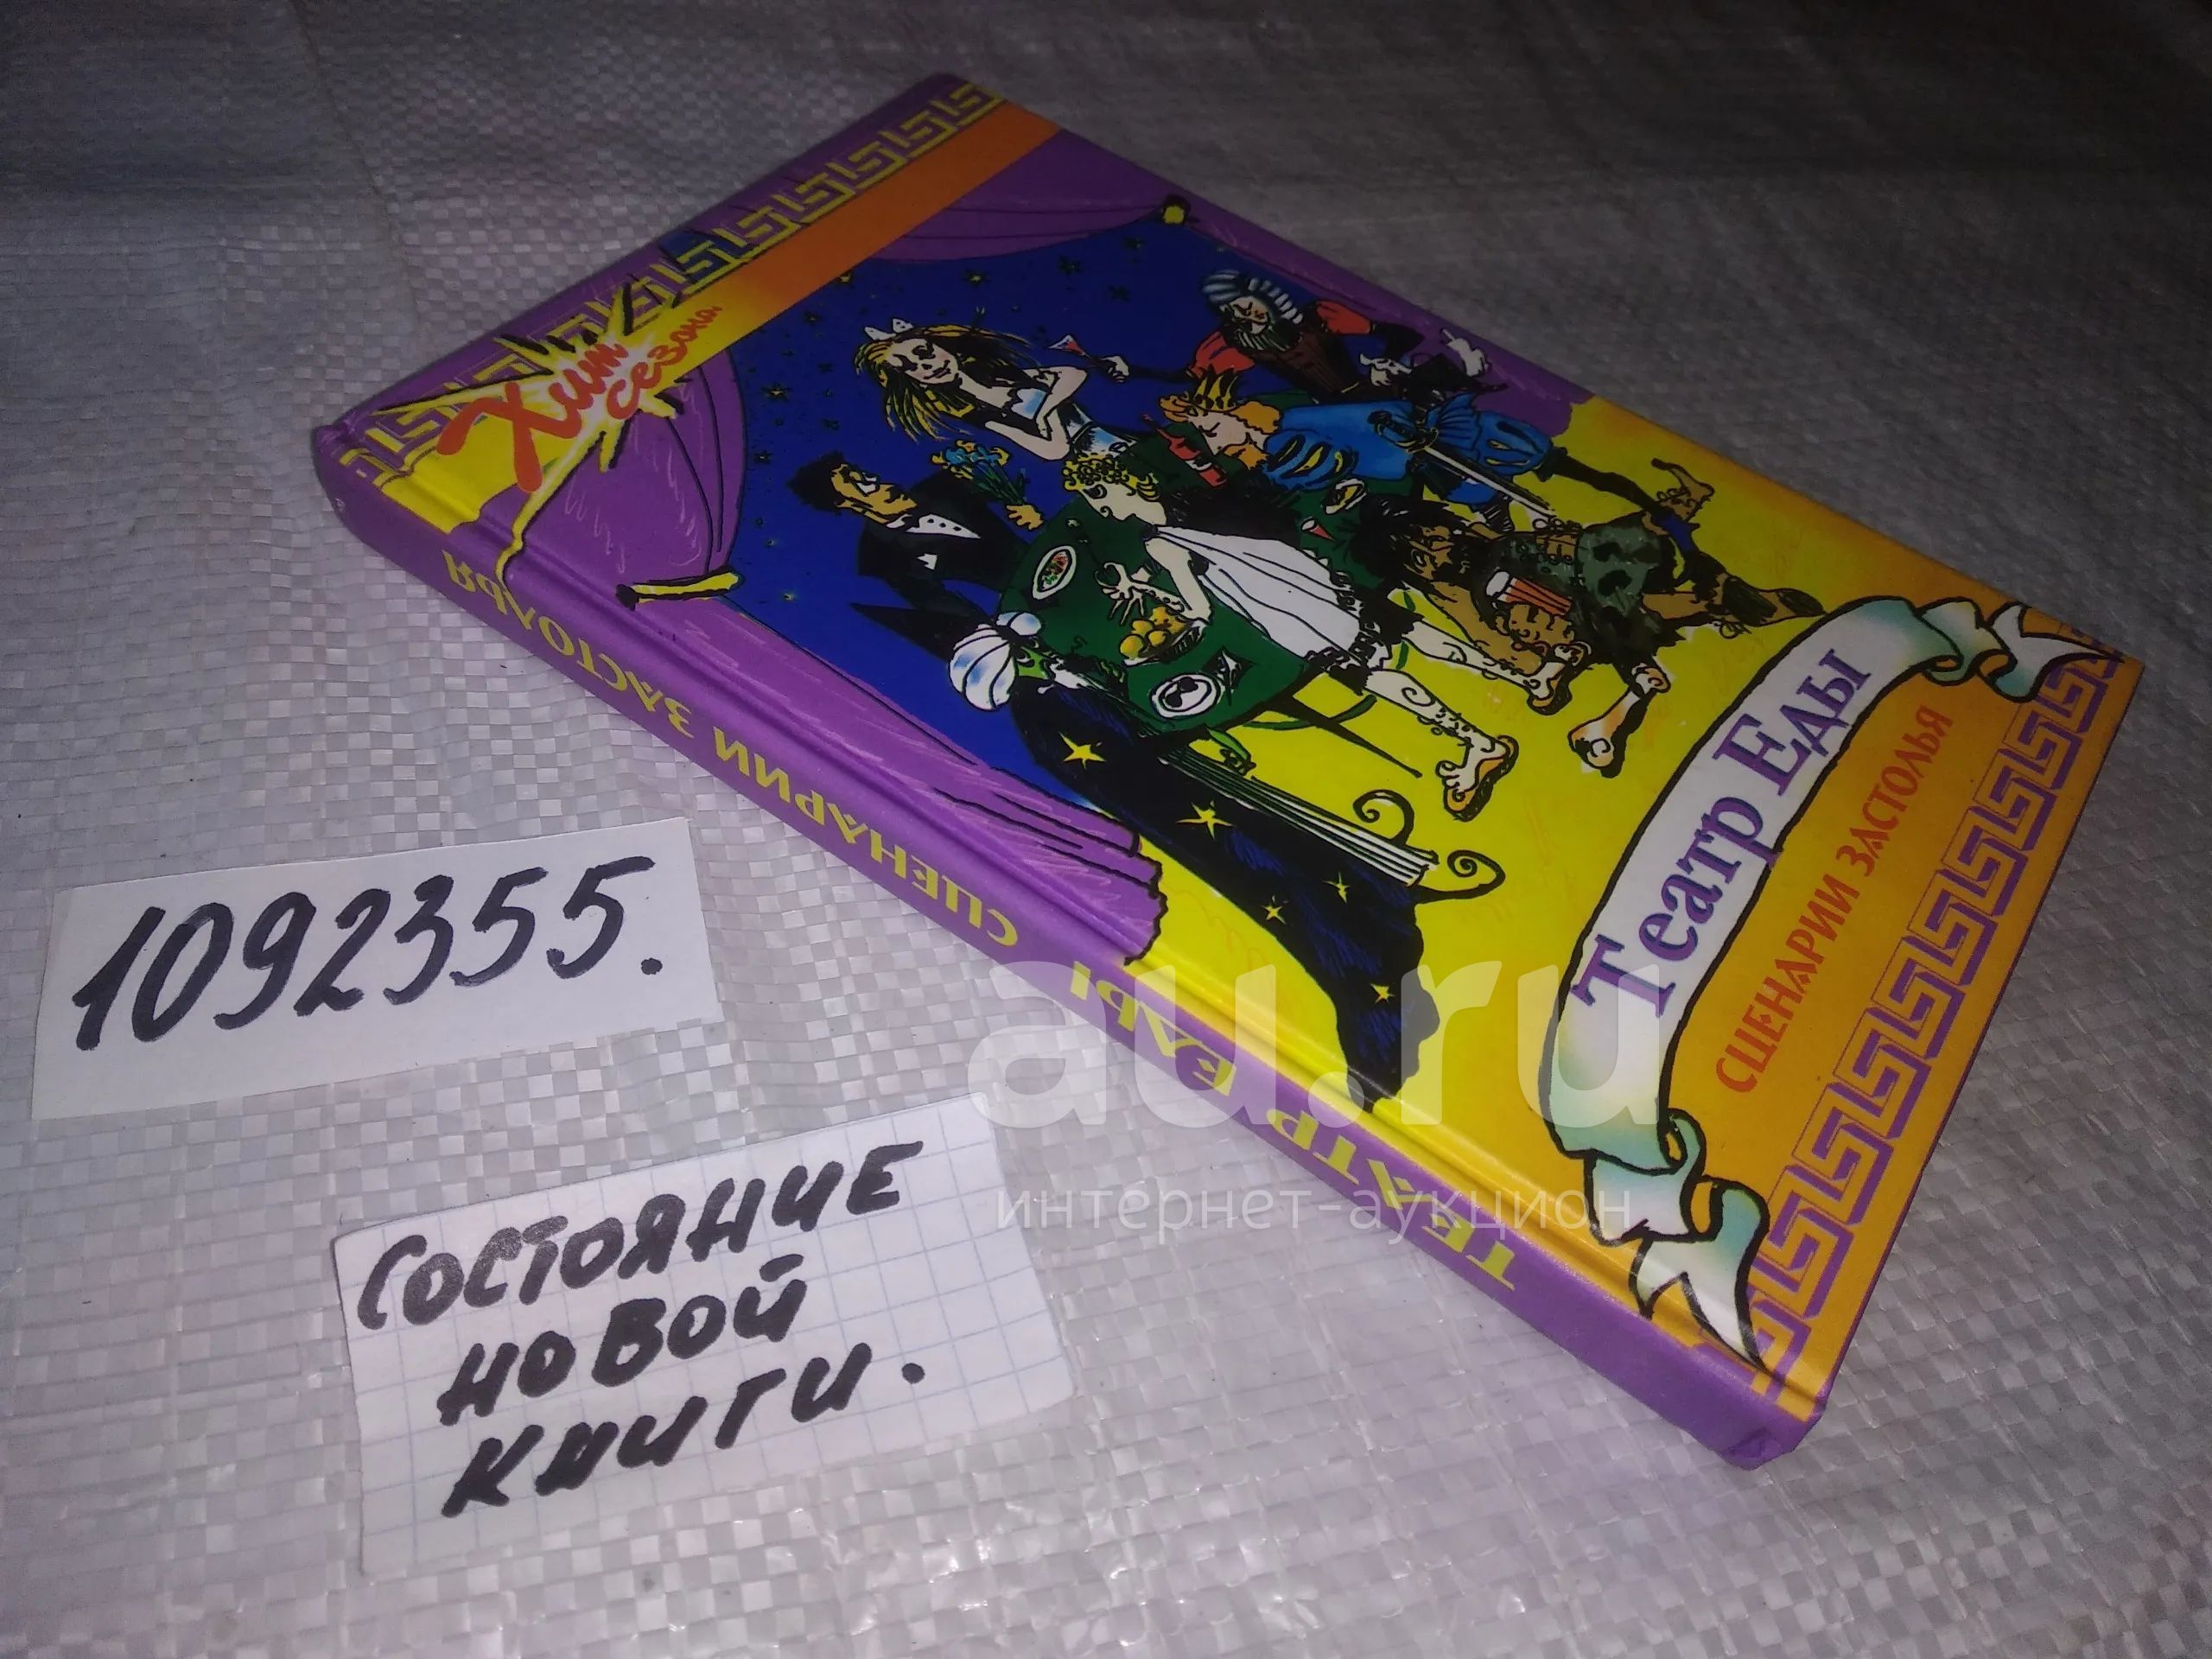 Хит
сезона
Театр Еды
СЦЕНАРИИ ЗАСТОЛЬЯ
ТЕАТР ЕДЫ СЦЕНАРИИ ЗАСТОЛЬЯ
1092355.
СОСТОЯНИЕ
НОВОЙ
КНИГИ.
au.ru
интернет-аукцион